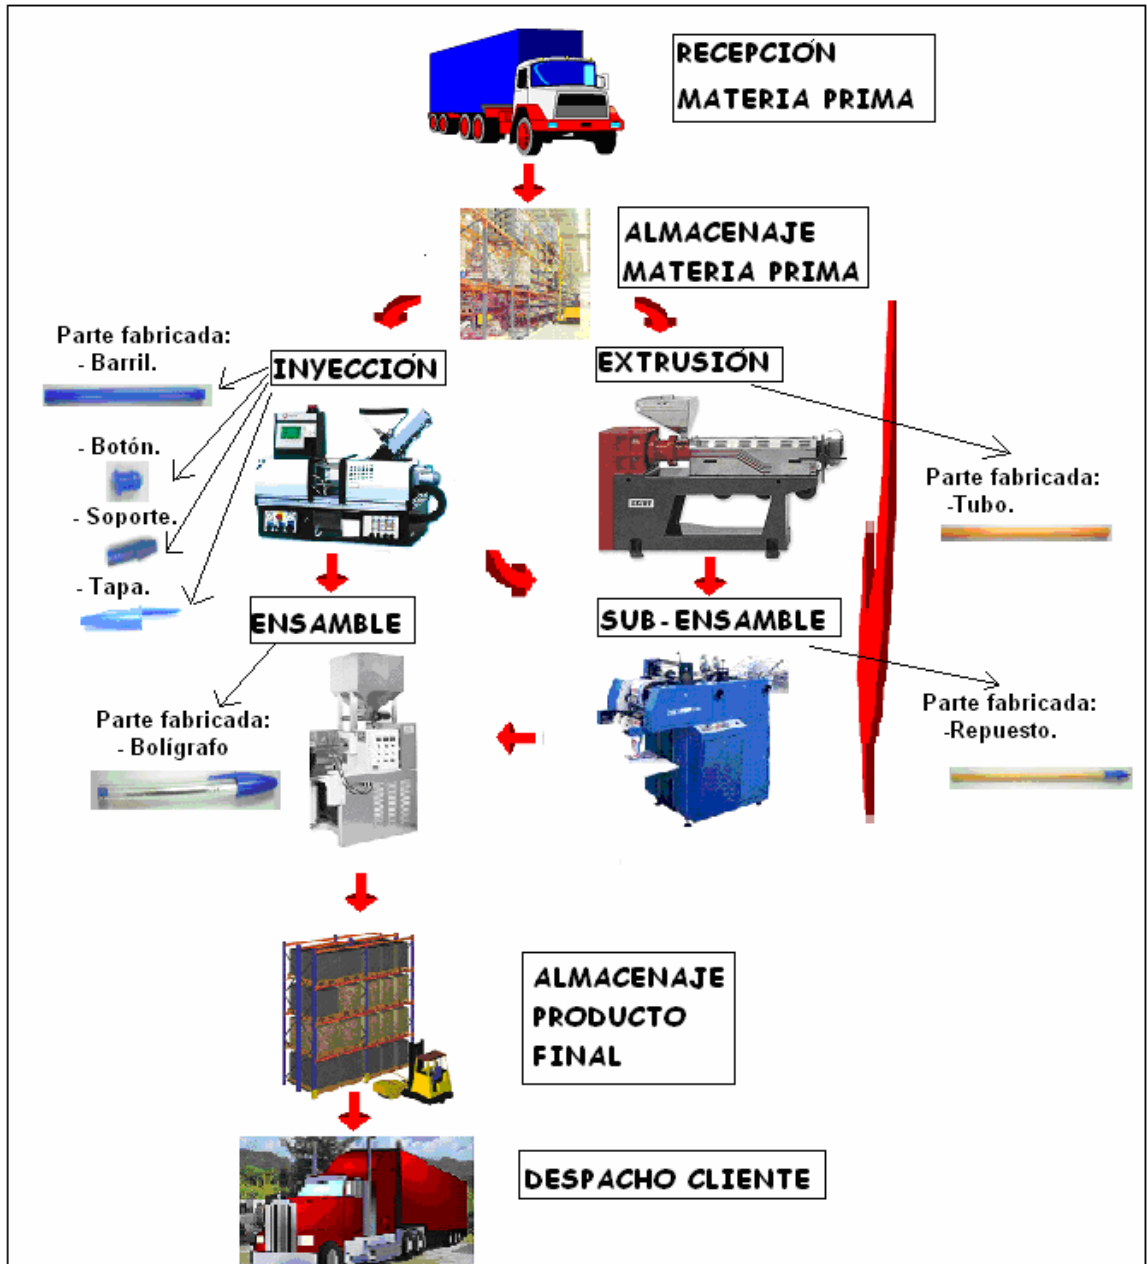 RECEPCIÓN
MATERIA PRIMA
ALMACENAJE
MATERIA PRIMA
Parte fabricada:
- Barril.
INYECCIÓN
EXTRUSIÓN
- Botón.
Parte fabricada:
-Tubo.
- Soporte.
- Tapa.
ENSAMBLE
SUB-ENSAMBLE
Parte fabricada:
- Bolígrafo
Parte fabricada:
-Repuesto.
ALMACENAJE
PRODUCTO
FINAL
DESPACHO CLIENTE